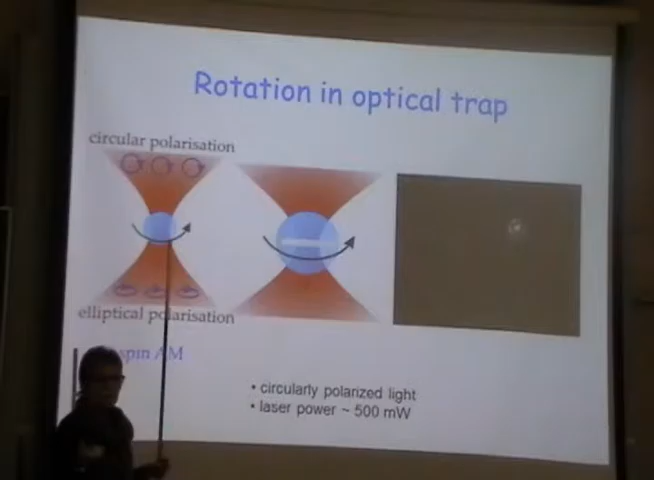 Rotation in optical trap
circular polarisation
elliptical polarisation
spin AM
• circularly polarized light
• laser power ~ 500 mW